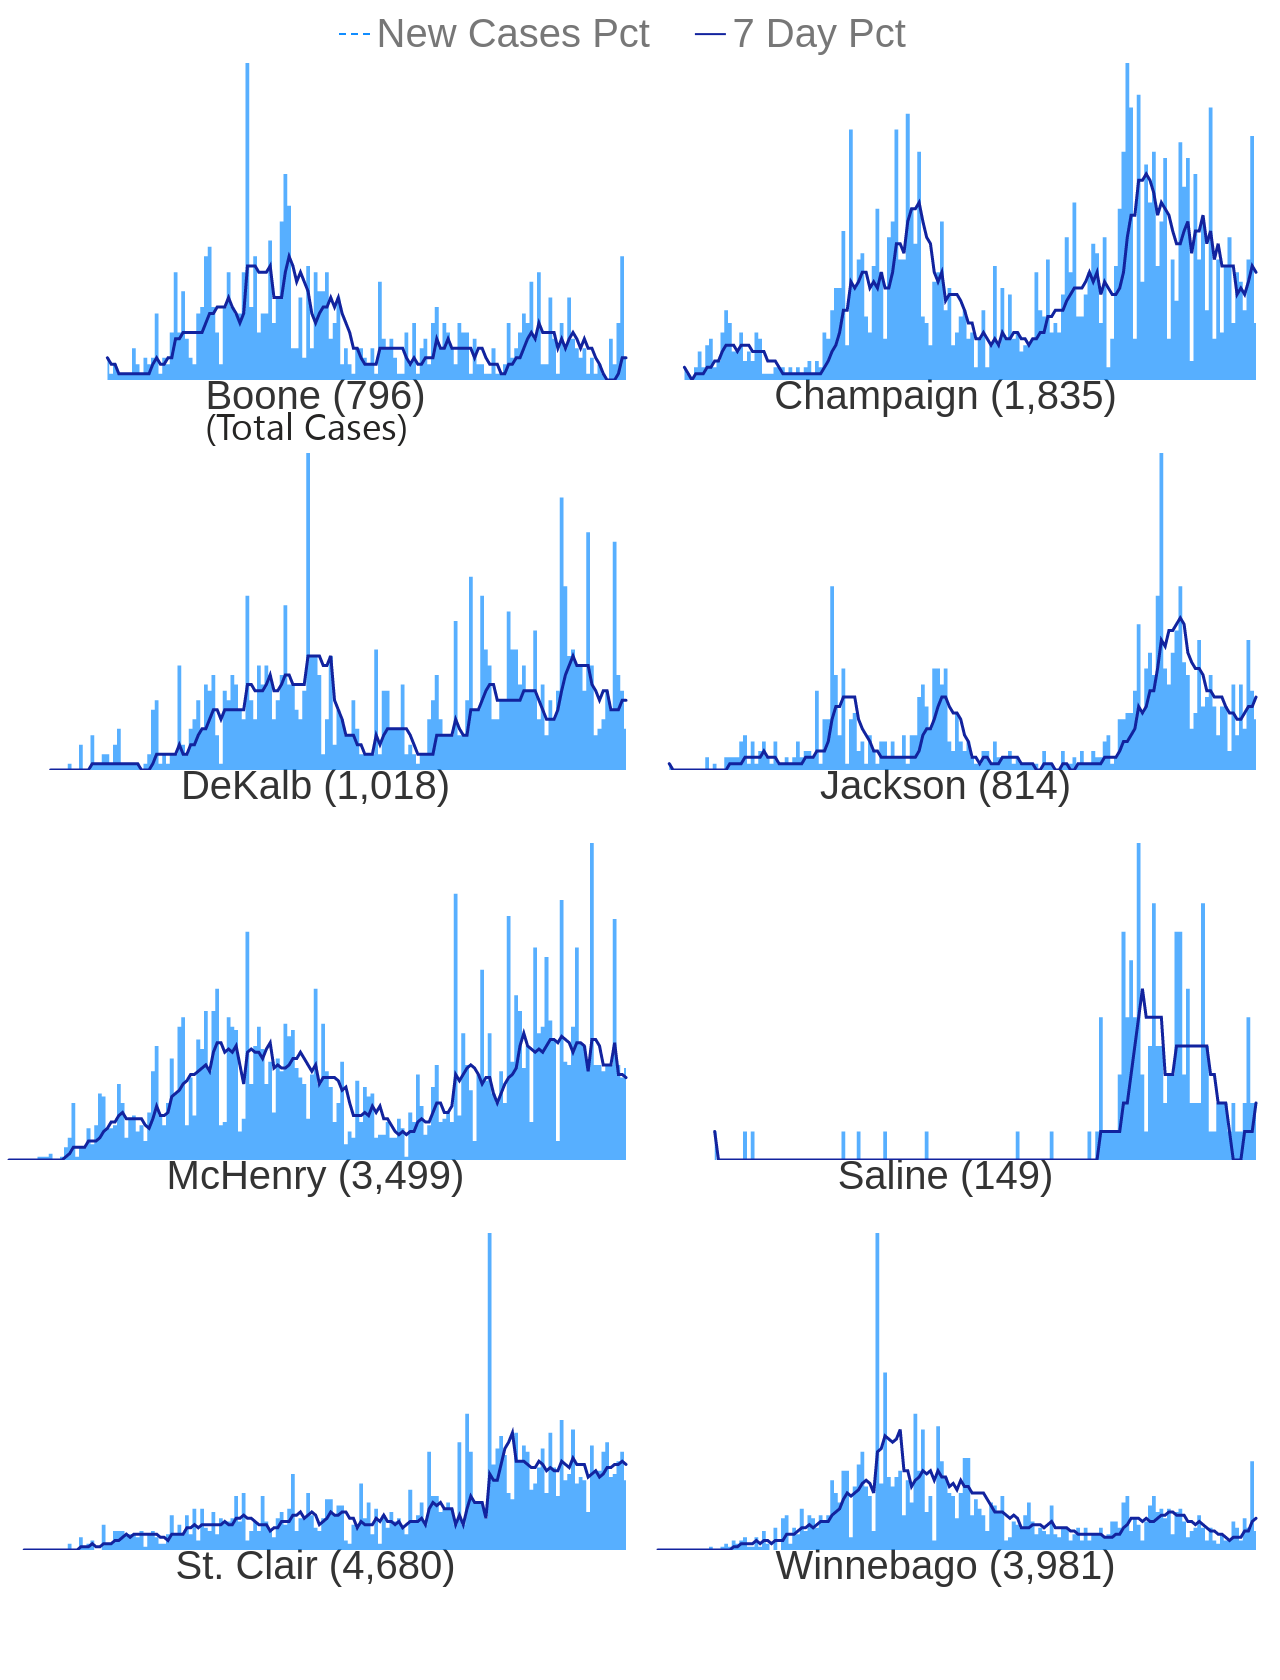 New Cases Pct 7 Day Pct
Boone (796) Champaign (1,835)
(Total Cases)
DeKalb (1,018) Jackson (814)
McHenry (3,499) Saline (149)
St. Clair (4,680) Winnebago (3,981)